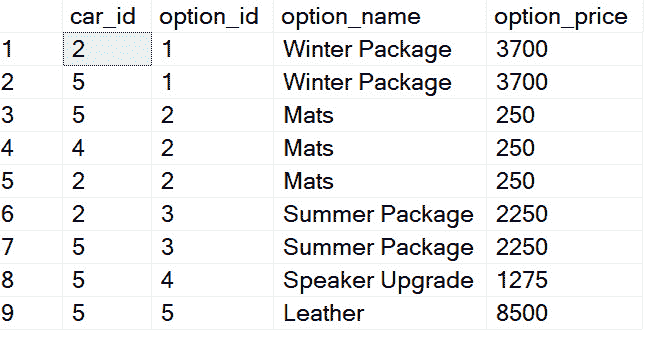 car_id option_id option_name option_price
1 2 1 Winter Package 3700
2 5 1 Winter Package 3700
3 5 2 Mats 250
4 4 2 Mats 250
5 2 2 Mats 250
6 2 3 Summer Package 2250
7 5 3 Summer Package 2250
8 5 4 Speaker Upgrade 1275
9 5 5 Leather 8500